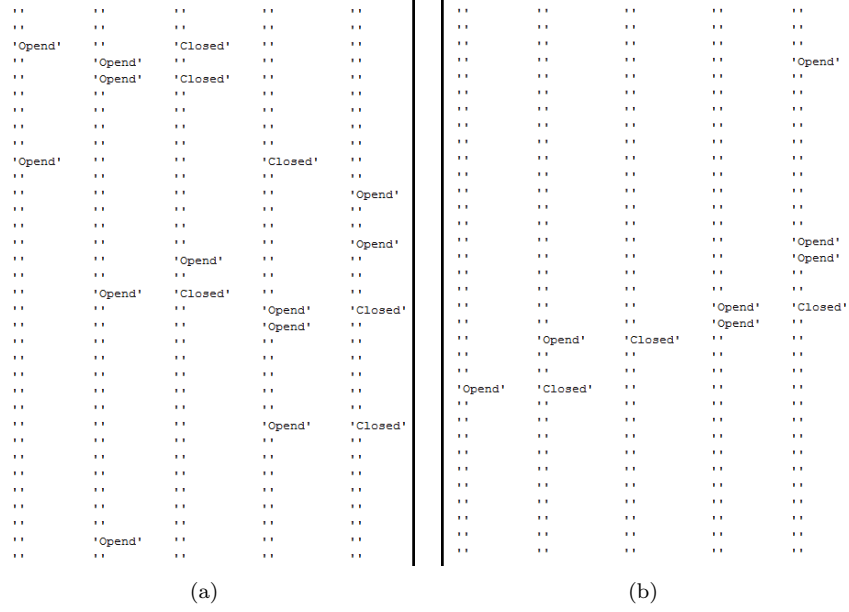 '' '' '' '' ''
'' '' '' '' ''
'Opend' '' 'Closed' '' ''
'' 'Opend' '' '' ''
'' 'Opend' 'Closed' '' ''
'' '' '' '' ''
'' '' '' '' ''
'' '' '' '' ''
'' '' '' '' ''
'Opend' '' '' 'Closed' ''
'' '' '' '' ''
'' '' '' '' 'Opend'
'' '' '' '' ''
'' '' '' '' ''
'' '' '' '' 'Opend'
'' '' 'Opend' '' ''
'' '' '' '' ''
'' 'Opend' 'Closed' '' ''
'' '' '' 'Opend' 'Closed'
'' '' '' 'Opend' ''
'' '' '' '' ''
'' '' '' '' ''
'' '' '' '' ''
'' '' '' '' ''
'' '' '' '' ''
'' '' '' 'Opend' 'Closed'
'' '' '' '' ''
'' '' '' '' ''
'' '' '' '' ''
'' '' '' '' ''
'' '' '' '' ''
'' '' '' '' ''
'' 'Opend' '' '' ''
'' '' '' '' ''
(a)
'' '' '' '' ''
'' '' '' '' ''
'' '' '' '' ''
'' '' '' '' 'Opend'
'' '' '' '' ''
'' '' '' '' ''
'' '' '' '' ''
'' '' '' '' ''
'' '' '' '' ''
'' '' '' '' ''
'' '' '' '' ''
'' '' '' '' ''
'' '' '' '' ''
'' '' '' '' ''
'' '' '' '' 'Opend'
'' '' '' '' 'Opend'
'' '' '' '' ''
'' '' '' '' ''
'' '' '' 'Opend' 'Closed'
'' '' '' 'Opend' ''
'' 'Opend' 'Closed' '' ''
'' '' '' '' ''
'' '' '' '' ''
'Opend' 'Closed' '' '' ''
'' '' '' '' ''
'' '' '' '' ''
'' '' '' '' ''
'' '' '' '' ''
'' '' '' '' ''
'' '' '' '' ''
'' '' '' '' ''
'' '' '' '' ''
'' '' '' '' ''
'' '' '' '' ''
(b)